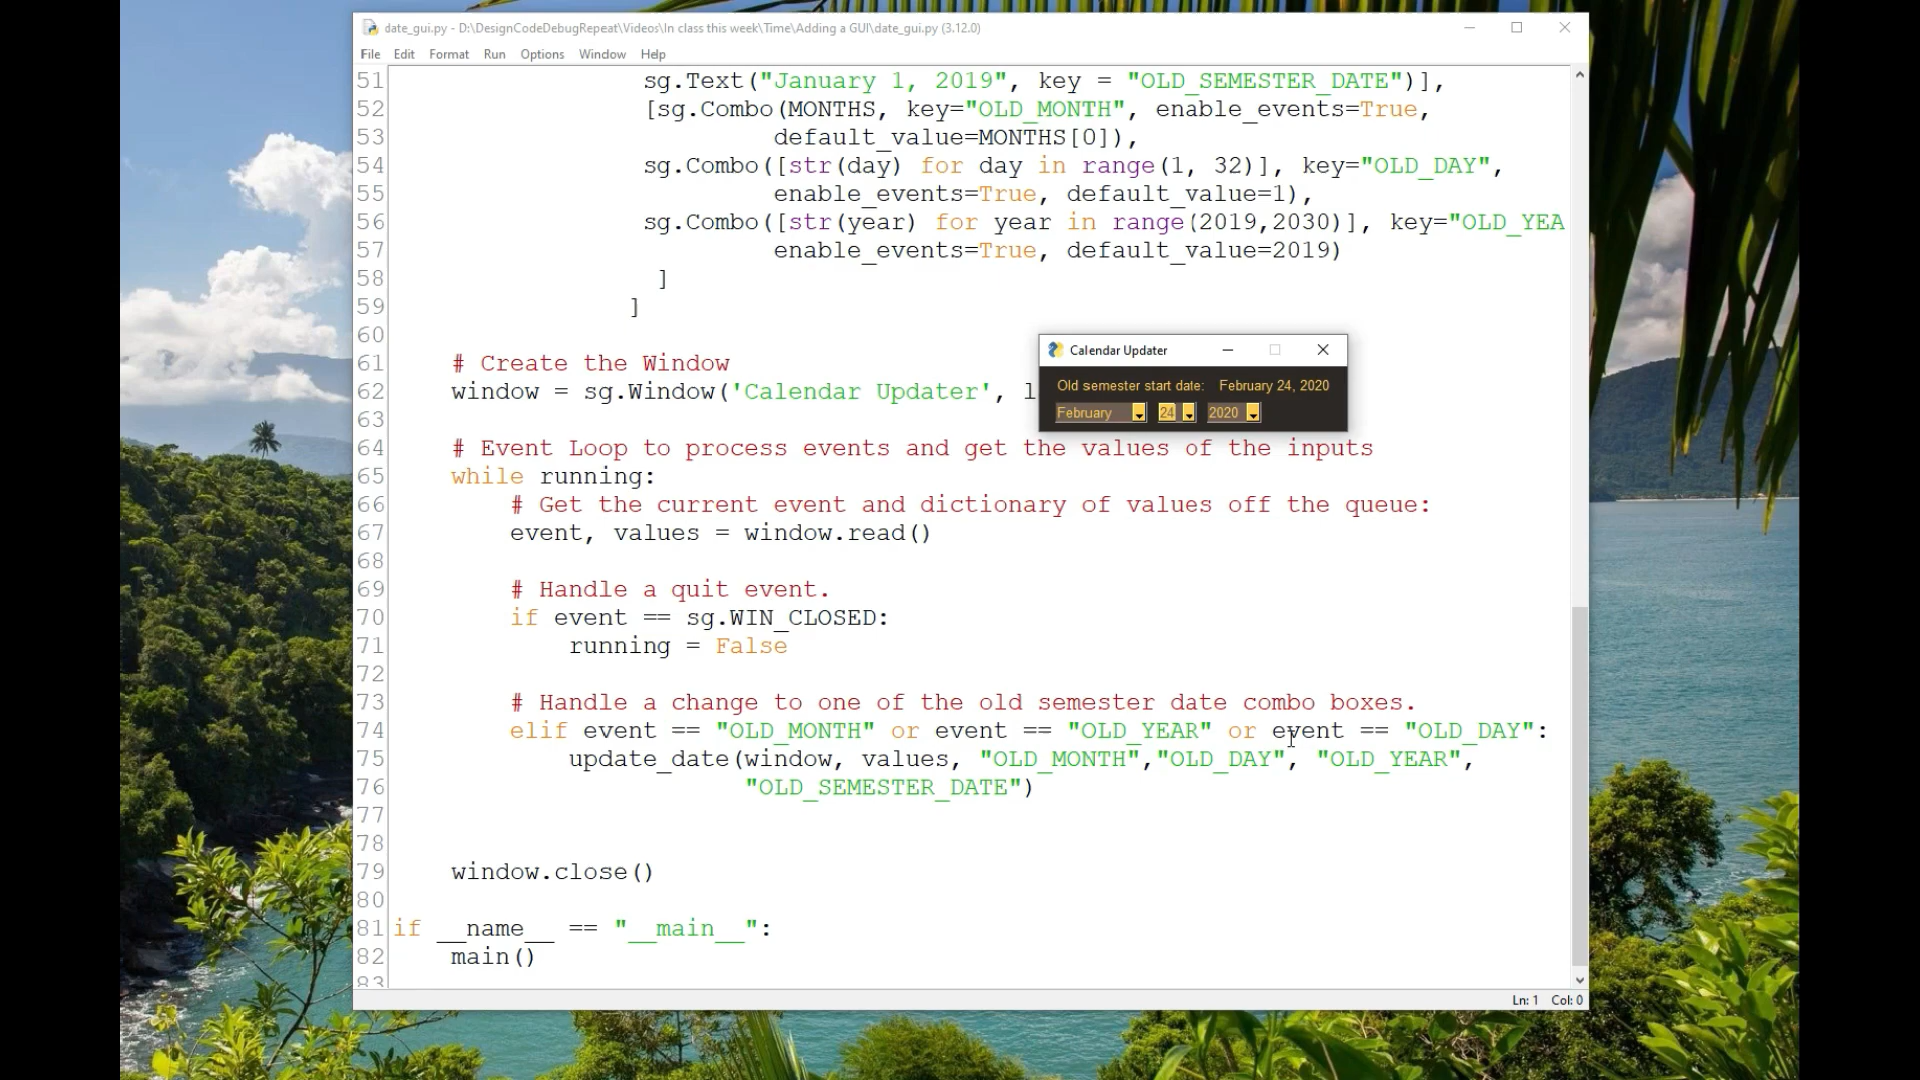 date_gui.py - D:\DesignCodeDebugRepeat\Videos\In class this week\Time\Adding a GUI\date_gui.py (3.12.0)
File Edit Format Run Options Window Help
51 sg.Text("January 1, 2019", key = "OLD_SEMESTER_DATE")],
52 [sg.Combo(MONTHS, key="OLD_MONTH", enable_events=True,
53 default_value=MONTHS[0]),
54 sg.Combo([str(day) for day in range(1, 32)], key="OLD_DAY",
55 enable_events=True, default_value=1),
56 sg.Combo([str(year) for year in range(2019,2030)], key="OLD_YEA
57 enable_events=True, default_value=2019)
58 ]
59 ]
60
61 # Create the Window
62 window = sg.Window('Calendar Updater', l
63
64 # Event Loop to process events and get the values of the inputs
65 while running:
66 # Get the current event and dictionary of values off the queue:
67 event, values = window.read()
68
69 # Handle a quit event.
70 if event == sg.WIN_CLOSED:
71 running = False
72
73 # Handle a change to one of the old semester date combo boxes.
74 elif event == "OLD_MONTH" or event == "OLD_YEAR" or event == "OLD_DAY":
75 update_date(window, values, "OLD_MONTH","OLD_DAY", "OLD_YEAR",
76 "OLD_SEMESTER_DATE")
77
78
79 window.close()
80
81 if __name__ == "__main__":
82 main()
83
Calendar Updater
Old semester start date: February 24, 2020
February 24 2020
Ln: 1 Col: 0